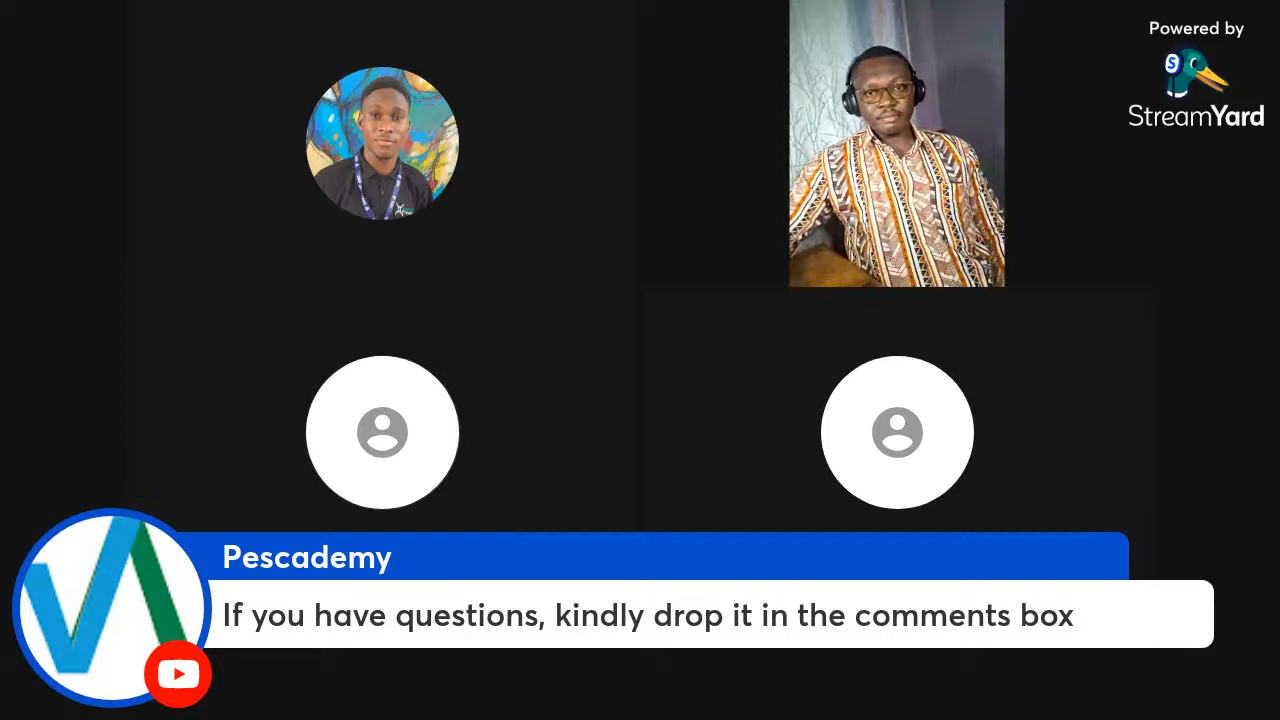 Powered by
S
StreamYard
Pescademy
If you have questions, kindly drop it in the comments box